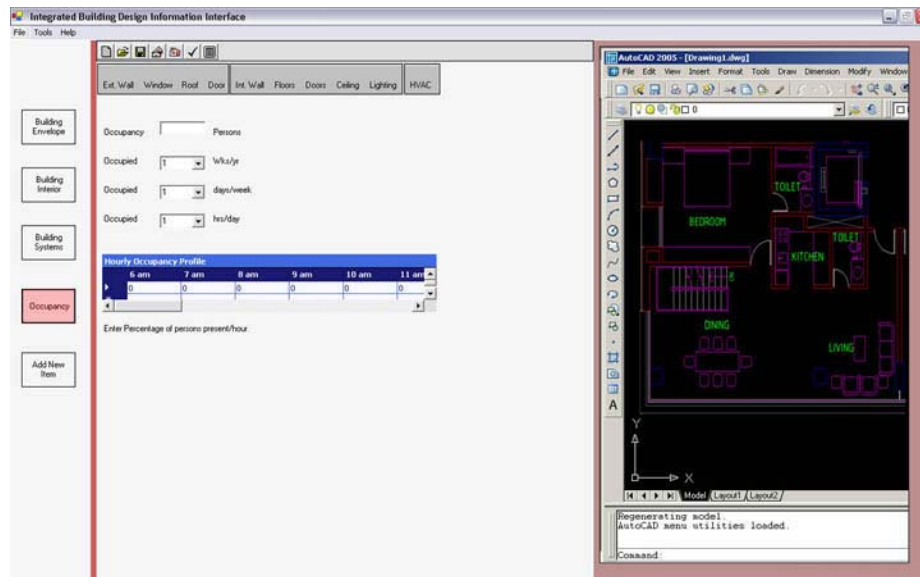 Integrated Building Design Information Interface
File Tools Help
Ext. Wall Window Roof Door Int. Wall Floors Doors Ceiling Lighting HVAC
Building
Envelope
Building
Interior
Building
Systems
Occupancy
Add New
Item
Occupancy Persons
Occupied 1 Wks/yr
Occupied 1 days/week
Occupied 1 hrs/day
Hourly Occupancy Profile
6 am 7 am 8 am 9 am 10 am 11 am
0 0 0 0 0 0
Enter Percentage of persons present/hour
AutoCAD 2005 - [Drawing1.dwg]
File Edit View Insert Format Tools Draw Dimension Modify Window
0
TOILET
BEDROOM
TOILET
KITCHEN
DINING
LIVING
A
Y
X
Model Layout1 Layout2
Regenerating model.
AutoCAD menu utilities loaded.
Command: